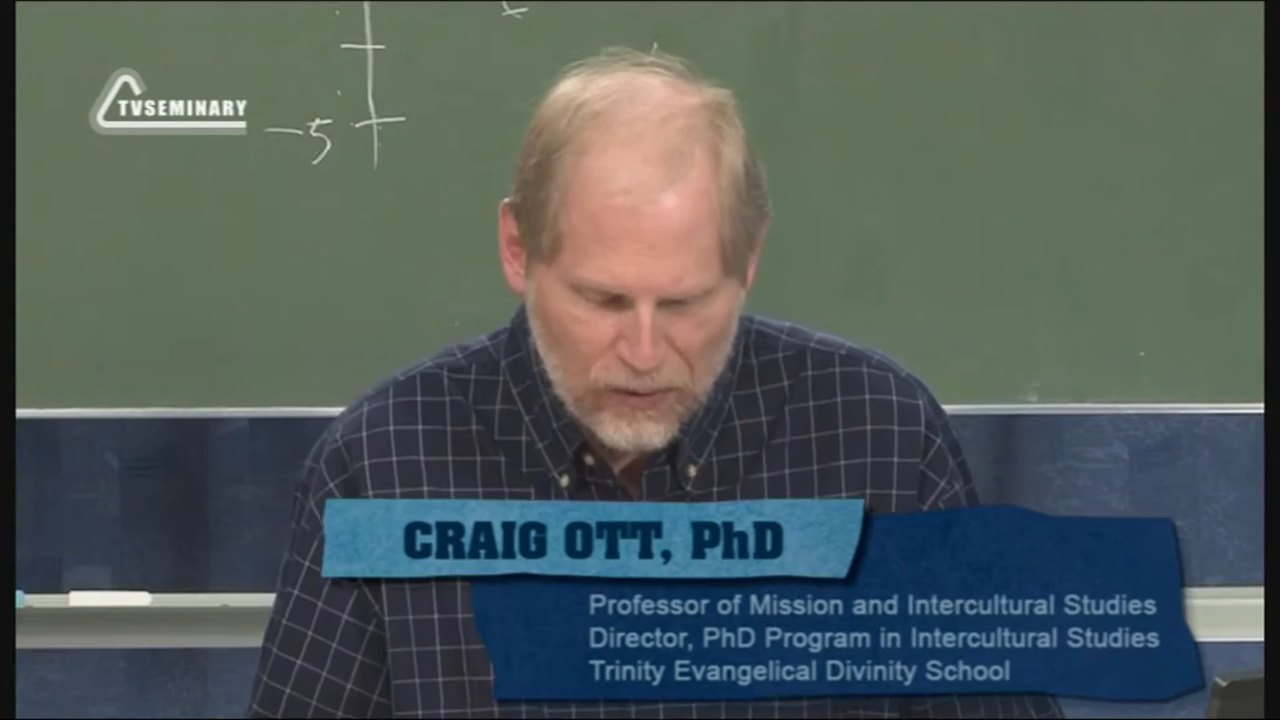 TVSEMINARY
-5
CRAIG OTT, PhD
Professor of Mission and Intercultural Studies
Director, PhD Program in Intercultural Studies
Trinity Evangelical Divinity School